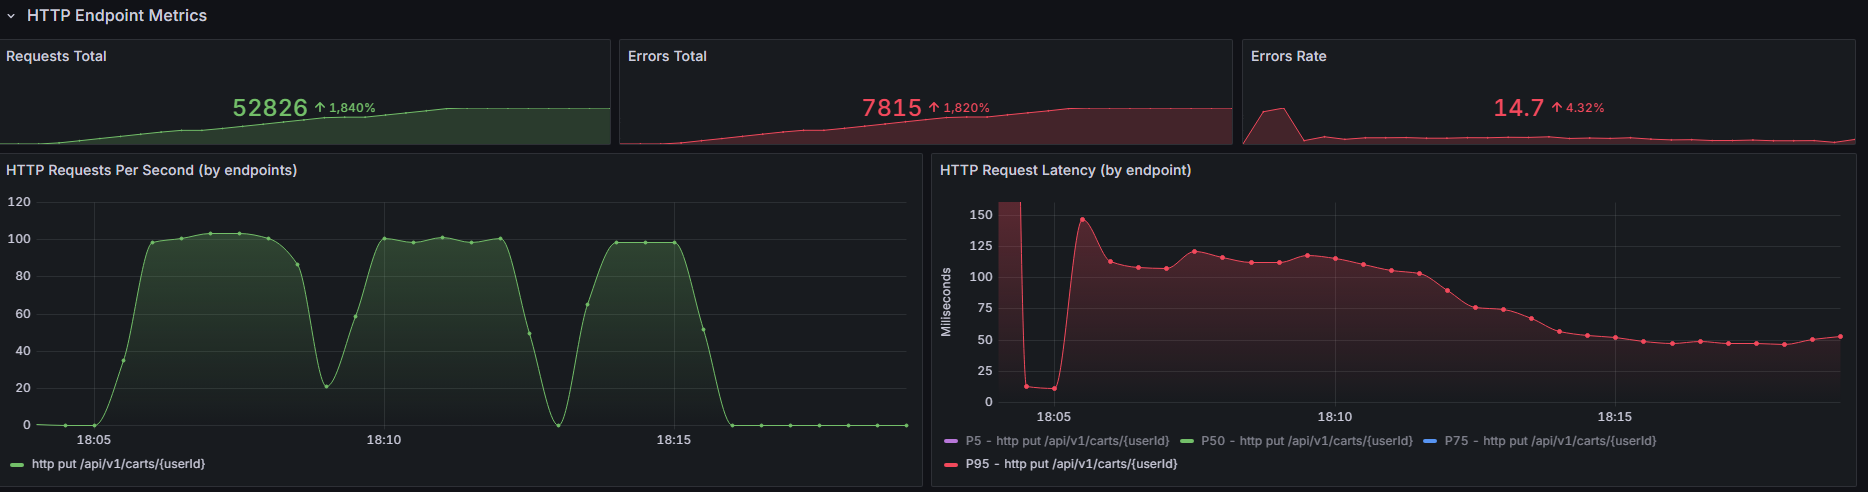 HTTP Endpoint Metrics
Requests Total
52826 ↑ 1,840%
Errors Total
7815 ↑ 1,820%
Errors Rate
14.7 ↑ 4.32%
HTTP Requests Per Second (by endpoints)
120
100
80
60
40
20
0
18:05 18:10 18:15
http put /api/v1/carts/{userId}
HTTP Request Latency (by endpoint)
Miliseconds
150
125
100
75
50
25
0
18:05 18:10 18:15
P5 - http put /api/v1/carts/{userId} P50 - http put /api/v1/carts/{userId} P75 - http put /api/v1/carts/{userId}
P95 - http put /api/v1/carts/{userId}